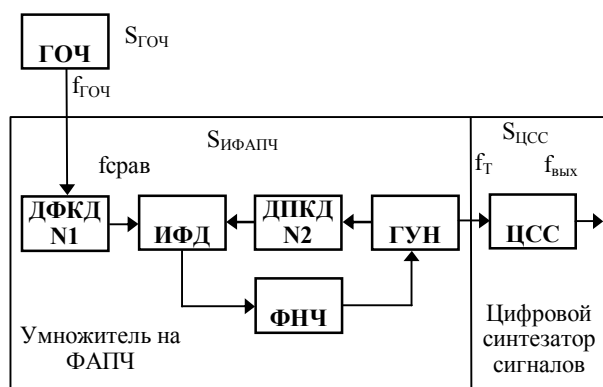 ГОЧ
SГОЧ
fГОЧ
SИФАПЧ
SЦСС
fсрав
fТ
fвых
ДФКД
N1
ИФД
ДПКД
N2
ГУН
ЦСС
ФНЧ
Умножитель на
ФАПЧ
Цифровой
синтезатор
сигналов